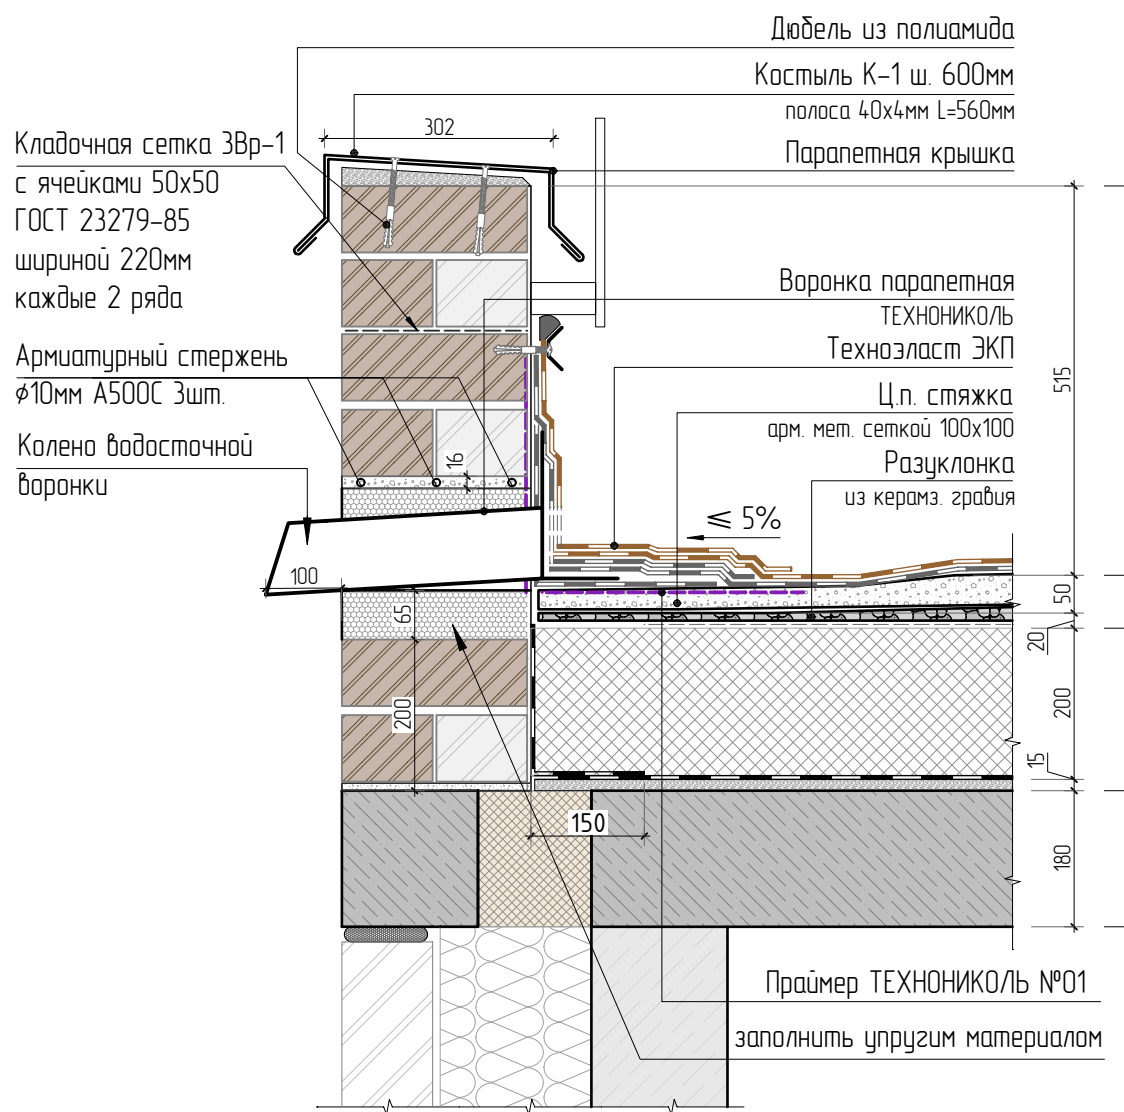 Дюбель из полиамида
Костыль К-1 ш. 600мм
полоса 40х4мм L=560мм
Парапетная крышка
302
Кладочная сетка 3Вр-1
с ячейками 50х50
ГОСТ 23279-85
шириной 220мм
каждые 2 ряда
Воронка парапетная
ТЕХНОНИКОЛЬ
Техноэласт ЭКП
Армиатурный стержень
ϕ10мм А500С 3шт.
Ц.п. стяжка
арм. мет. сеткой 100х100
515
Колено водосточной
воронки
16
Разуклонка
из керамз. гравия
≤ 5%
100
65
50
20
200
200
15
150
180
Праймер ТЕХНОНИКОЛЬ №01
заполнить упругим материалом